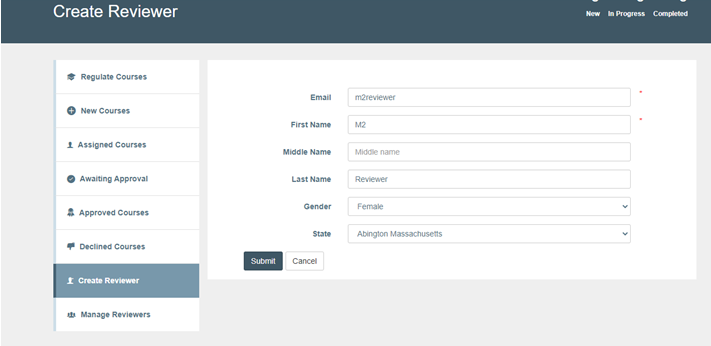 Create Reviewer
New In Progress Completed
Regulate Courses
New Courses
Assigned Courses
Awaiting Approval
Approved Courses
Declined Courses
Create Reviewer
Manage Reviewers
Email m2reviewer *
First Name M2 *
Middle Name Middle name
Last Name Reviewer
Gender Female
State Abington Massachusetts
Submit Cancel